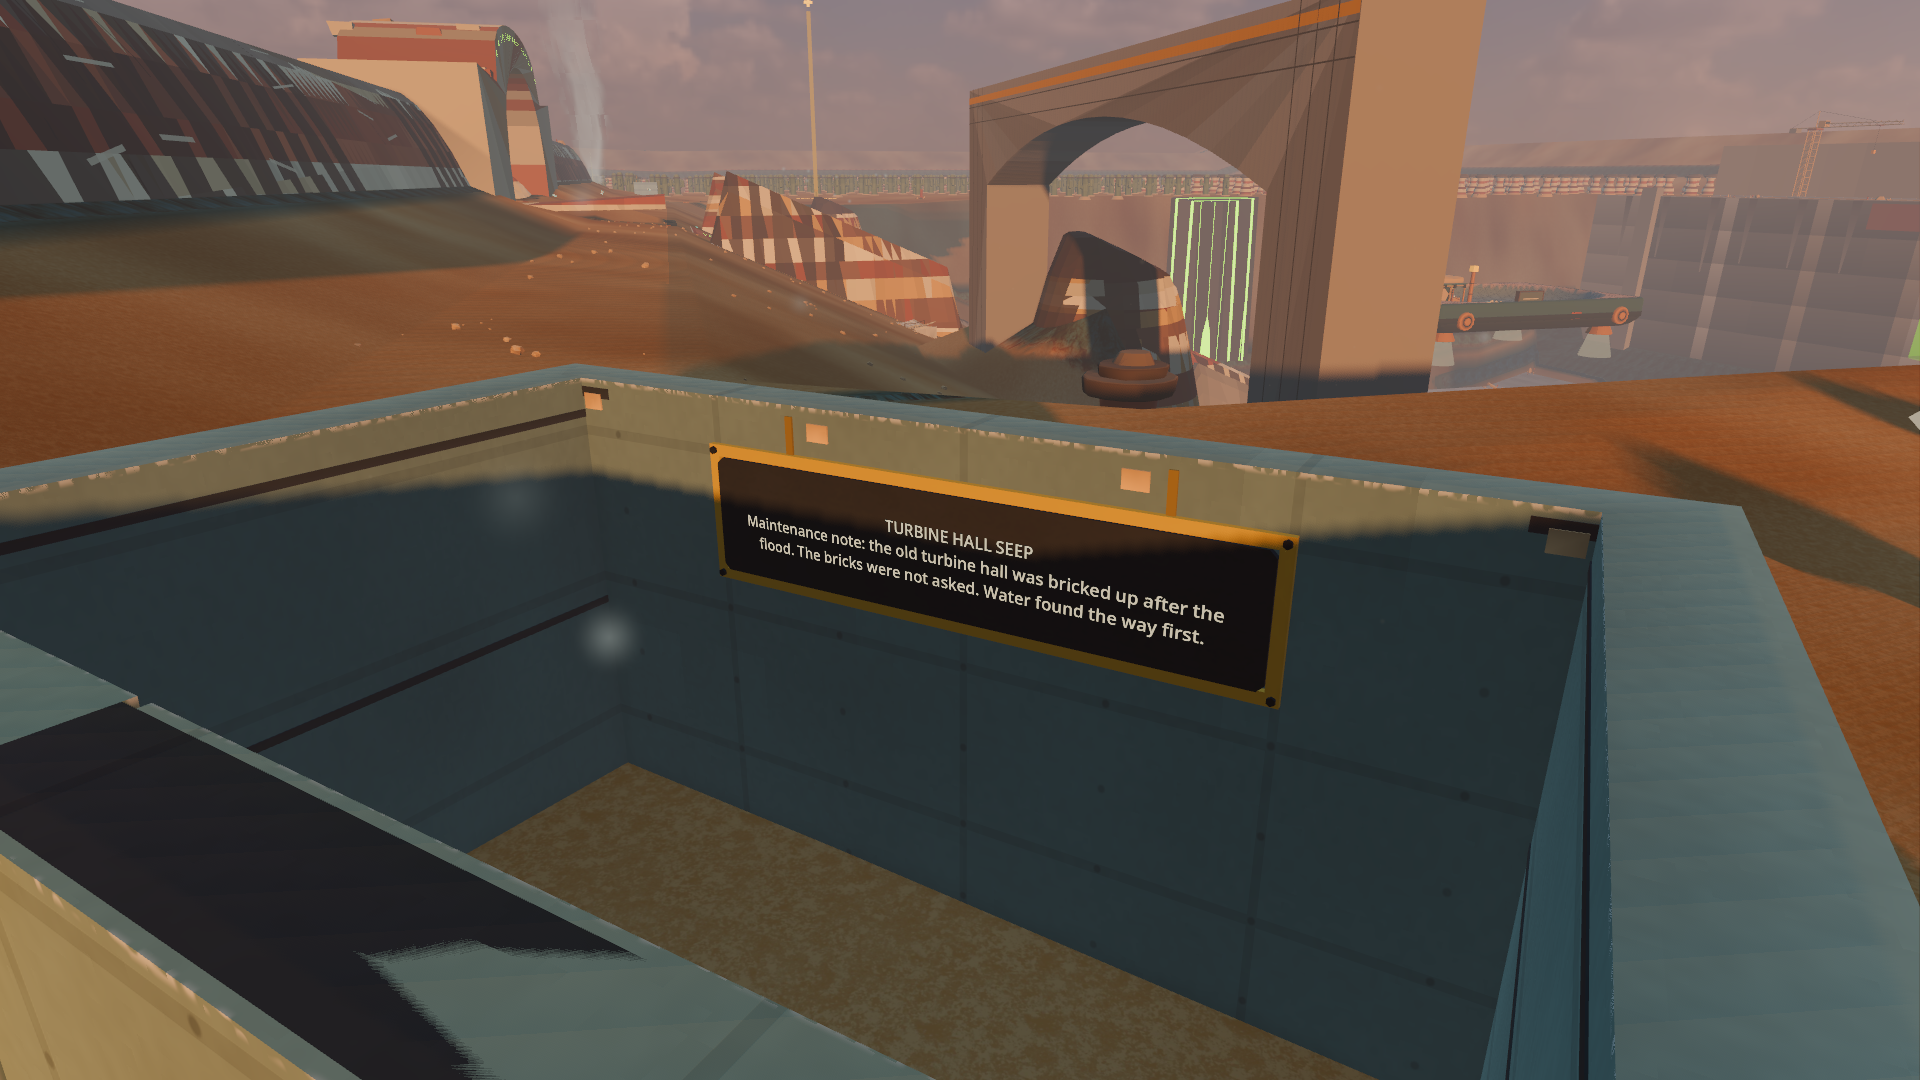 TURBINE HALL SEEP
Maintenance note: the old turbine hall was bricked up after the
flood. The bricks were not asked. Water found the way first.